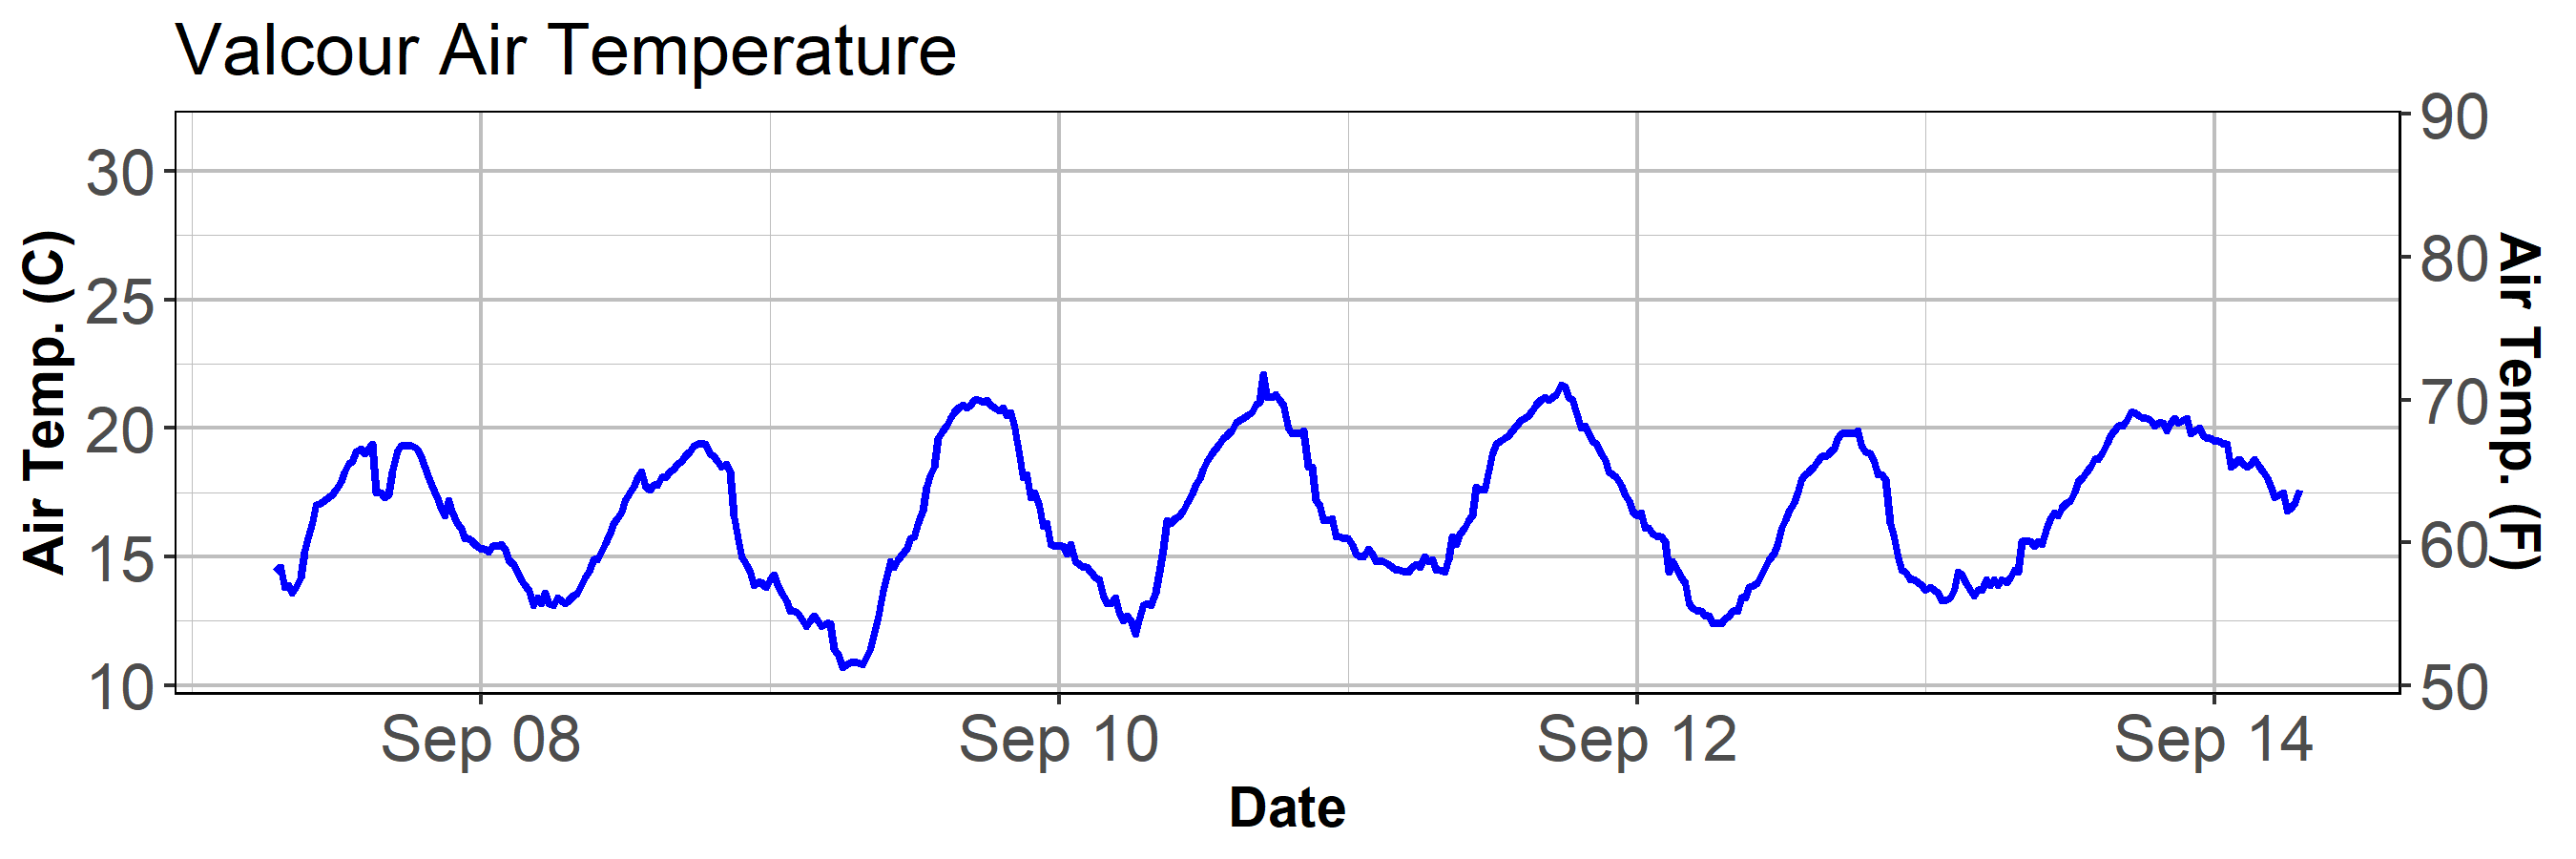 Valcour Air Temperature
Air Temp. (C)
30
25
20
15
10
90
80
70
60
50
Air Temp. (F)
Sep 08
Sep 10
Sep 12
Sep 14
Date